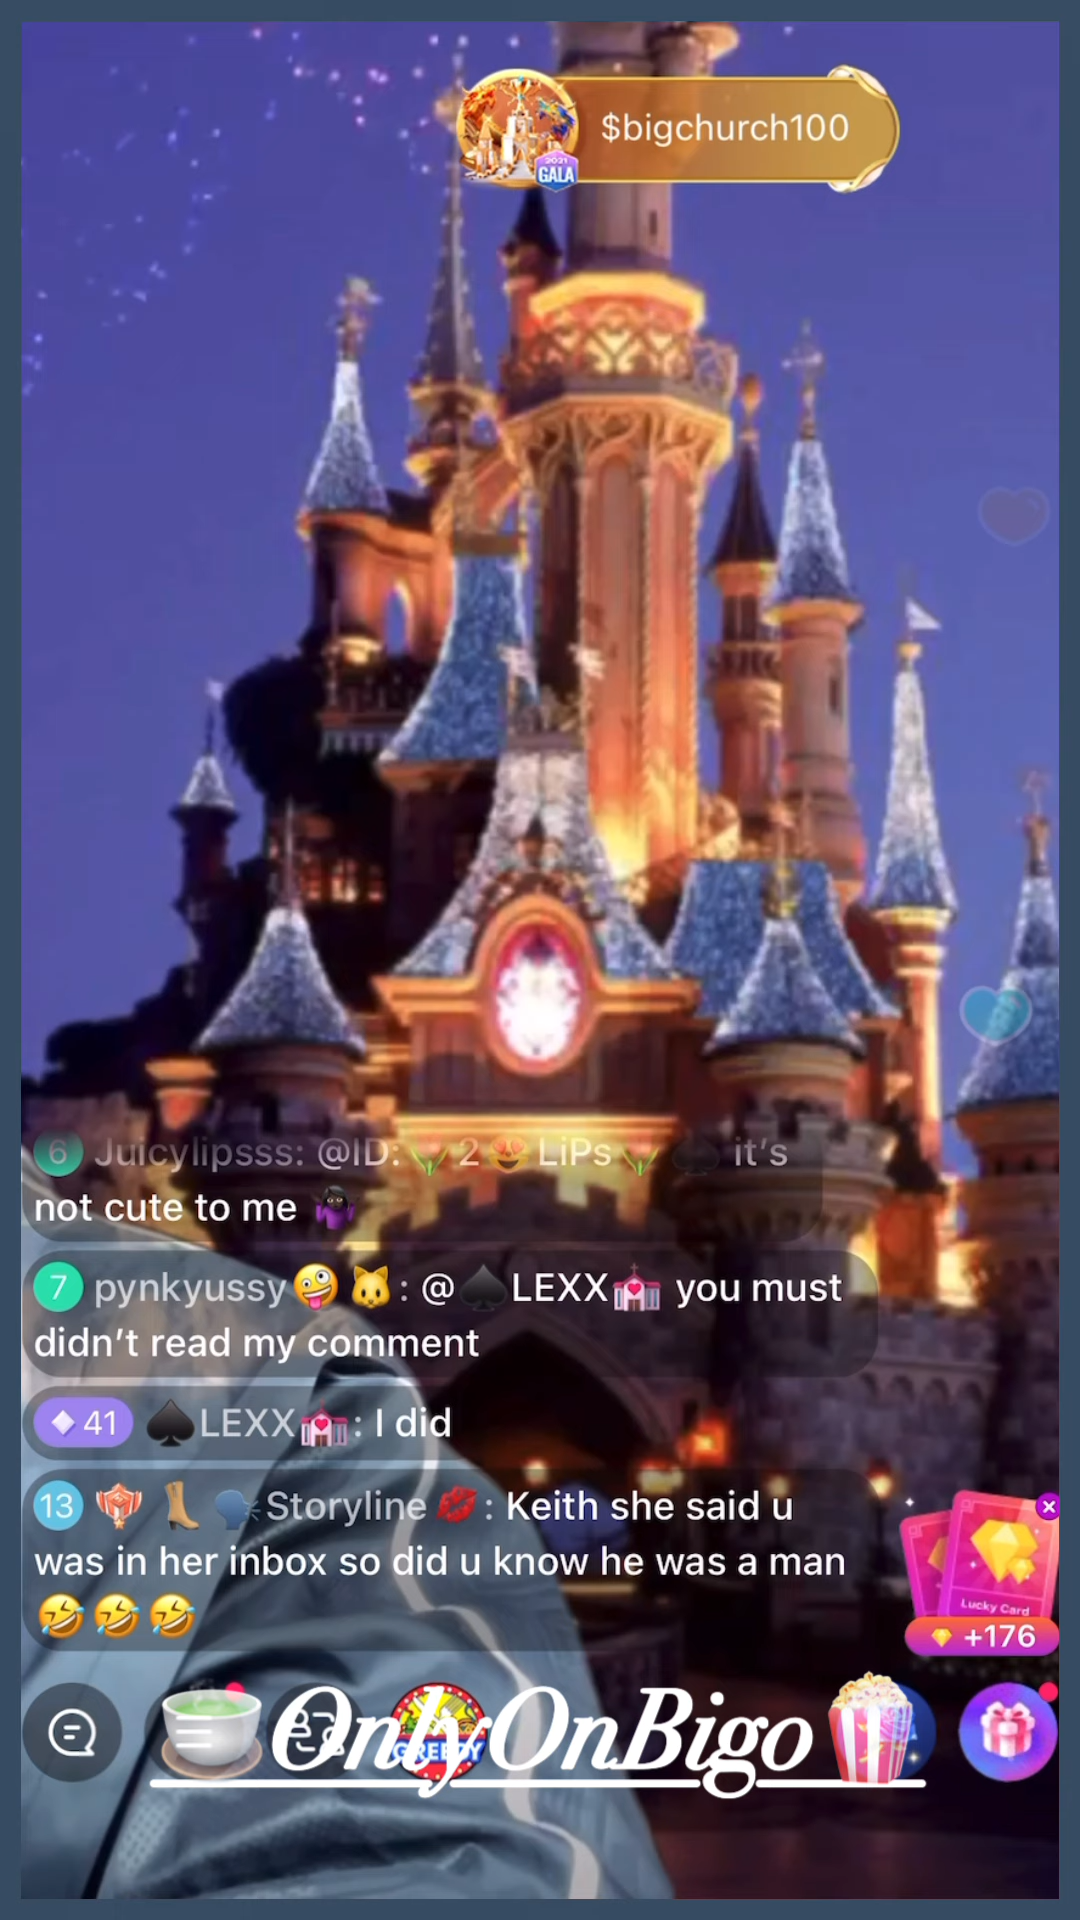 $bigchurch100
2021
GALA
6 Juicylipsss: @ID:🌷2😍LiPs🌷♠️ it’s
not cute to me 🤷🏿‍♀️
7 pynkyussy🤪🐱: @♠️LEXX💒 you must
didn’t read my comment
41 ♠️LEXX💒: I did
13 👢🗣️Storyline💋: Keith she said u
was in her inbox so did u know he was a man
🤣🤣🤣
Lucky Card
+176
🍵OnlyOnBigo🍿
GREEDY